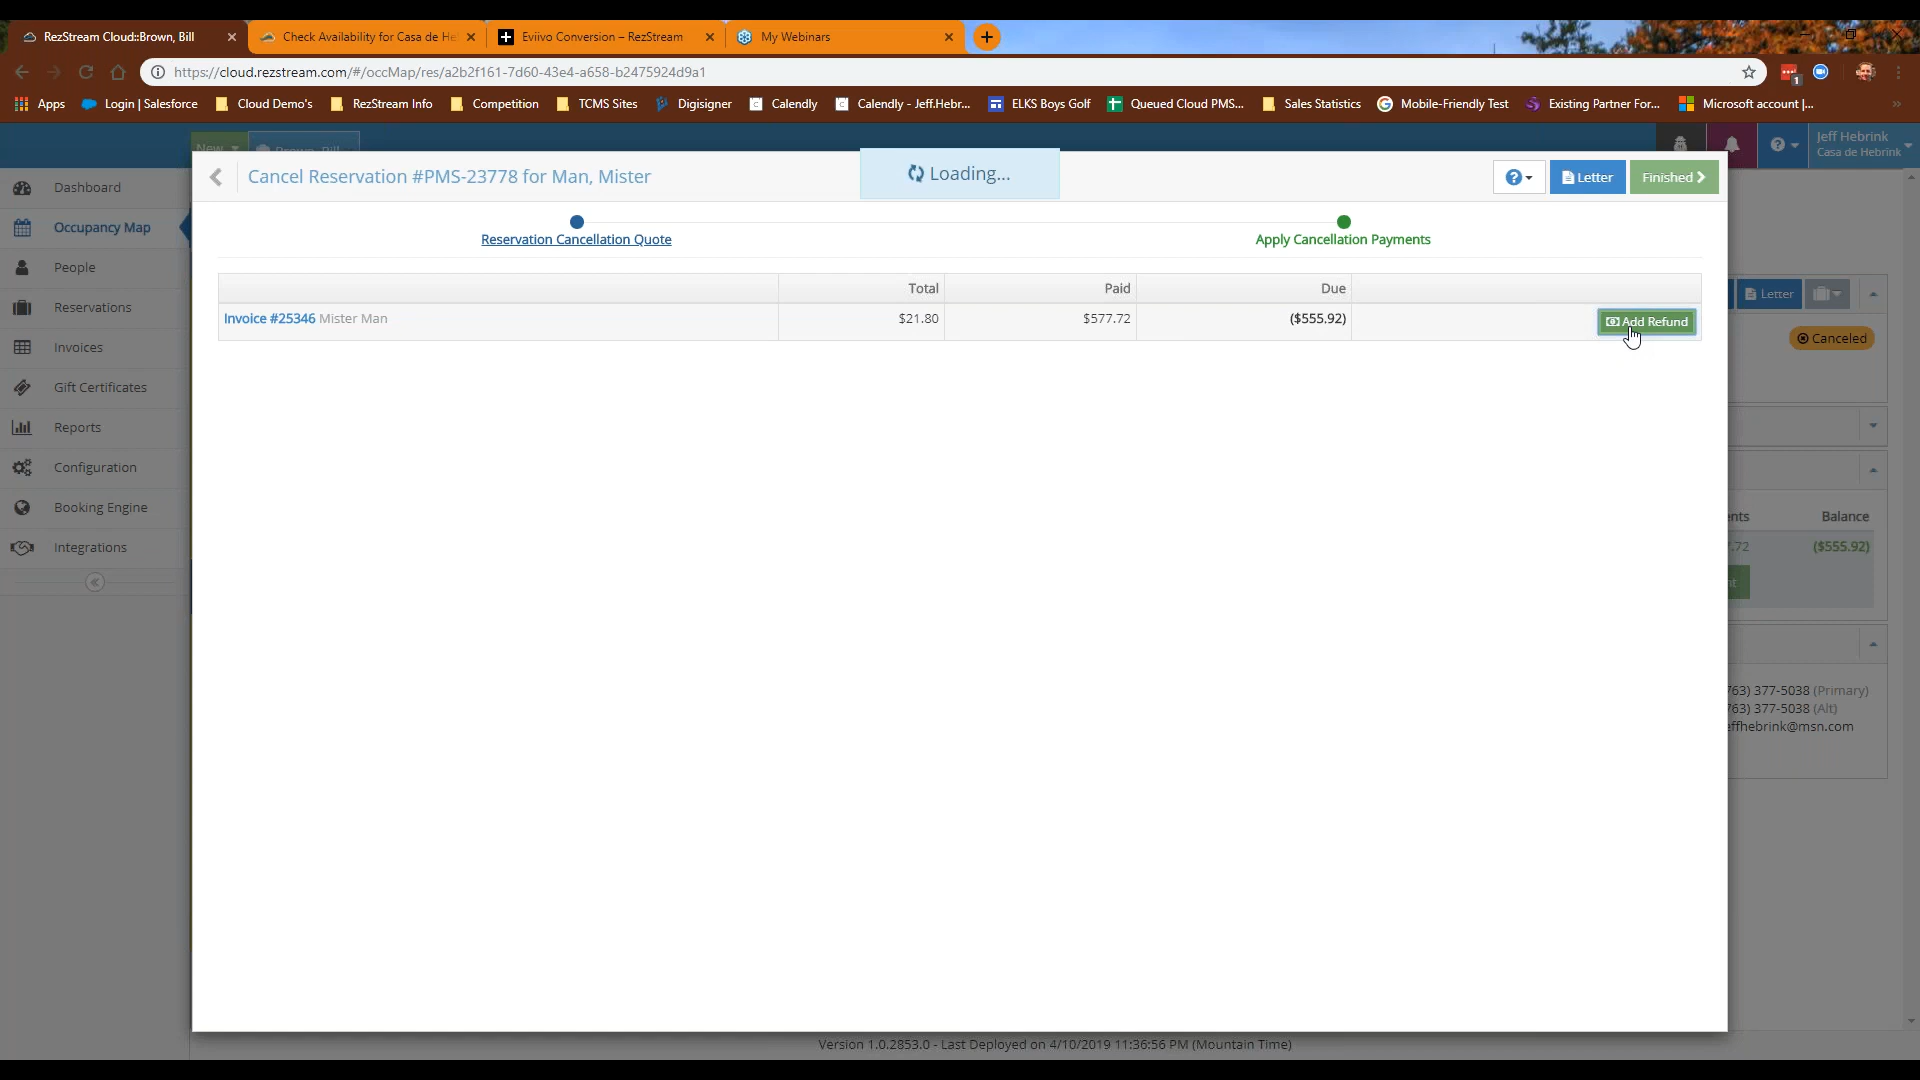 RezStream Cloud::Brown, Bill
Check Availability for Casa de He
Eviivo Conversion – RezStream
My Webinars
https://cloud.rezstream.com/#/occMap/res/a2b2f161-7d60-43e4-a658-b2475924d9a1
1
Apps
Login | Salesforce
Cloud Demo's
RezStream Info
Competition
TCMS Sites
Digisigner
Calendly
Calendly - Jeff.Hebr...
ELKS Boys Golf
Queued Cloud PMS...
Sales Statistics
Mobile-Friendly Test
Existing Partner For...
Microsoft account |...
New
Brown, Bill
Jeff Hebrink
Casa de Hebrink
Dashboard
Occupancy Map
People
Reservations
Invoices
Gift Certificates
Reports
Configuration
Booking Engine
Integrations
Cancel Reservation #PMS-23778 for Man, Mister
Loading...
Letter
Finished
Reservation Cancellation Quote
Apply Cancellation Payments
Total
Paid
Due
Invoice #25346 Mister Man
$21.80
$577.72
($555.92)
Add Refund
Letter
Canceled
Balance
($555.92)
377-5038 (Primary)
377-5038 (Alt)
Version 1.0.2853.0 - Last Deployed on 4/10/2019 11:36:56 PM (Mountain Time)